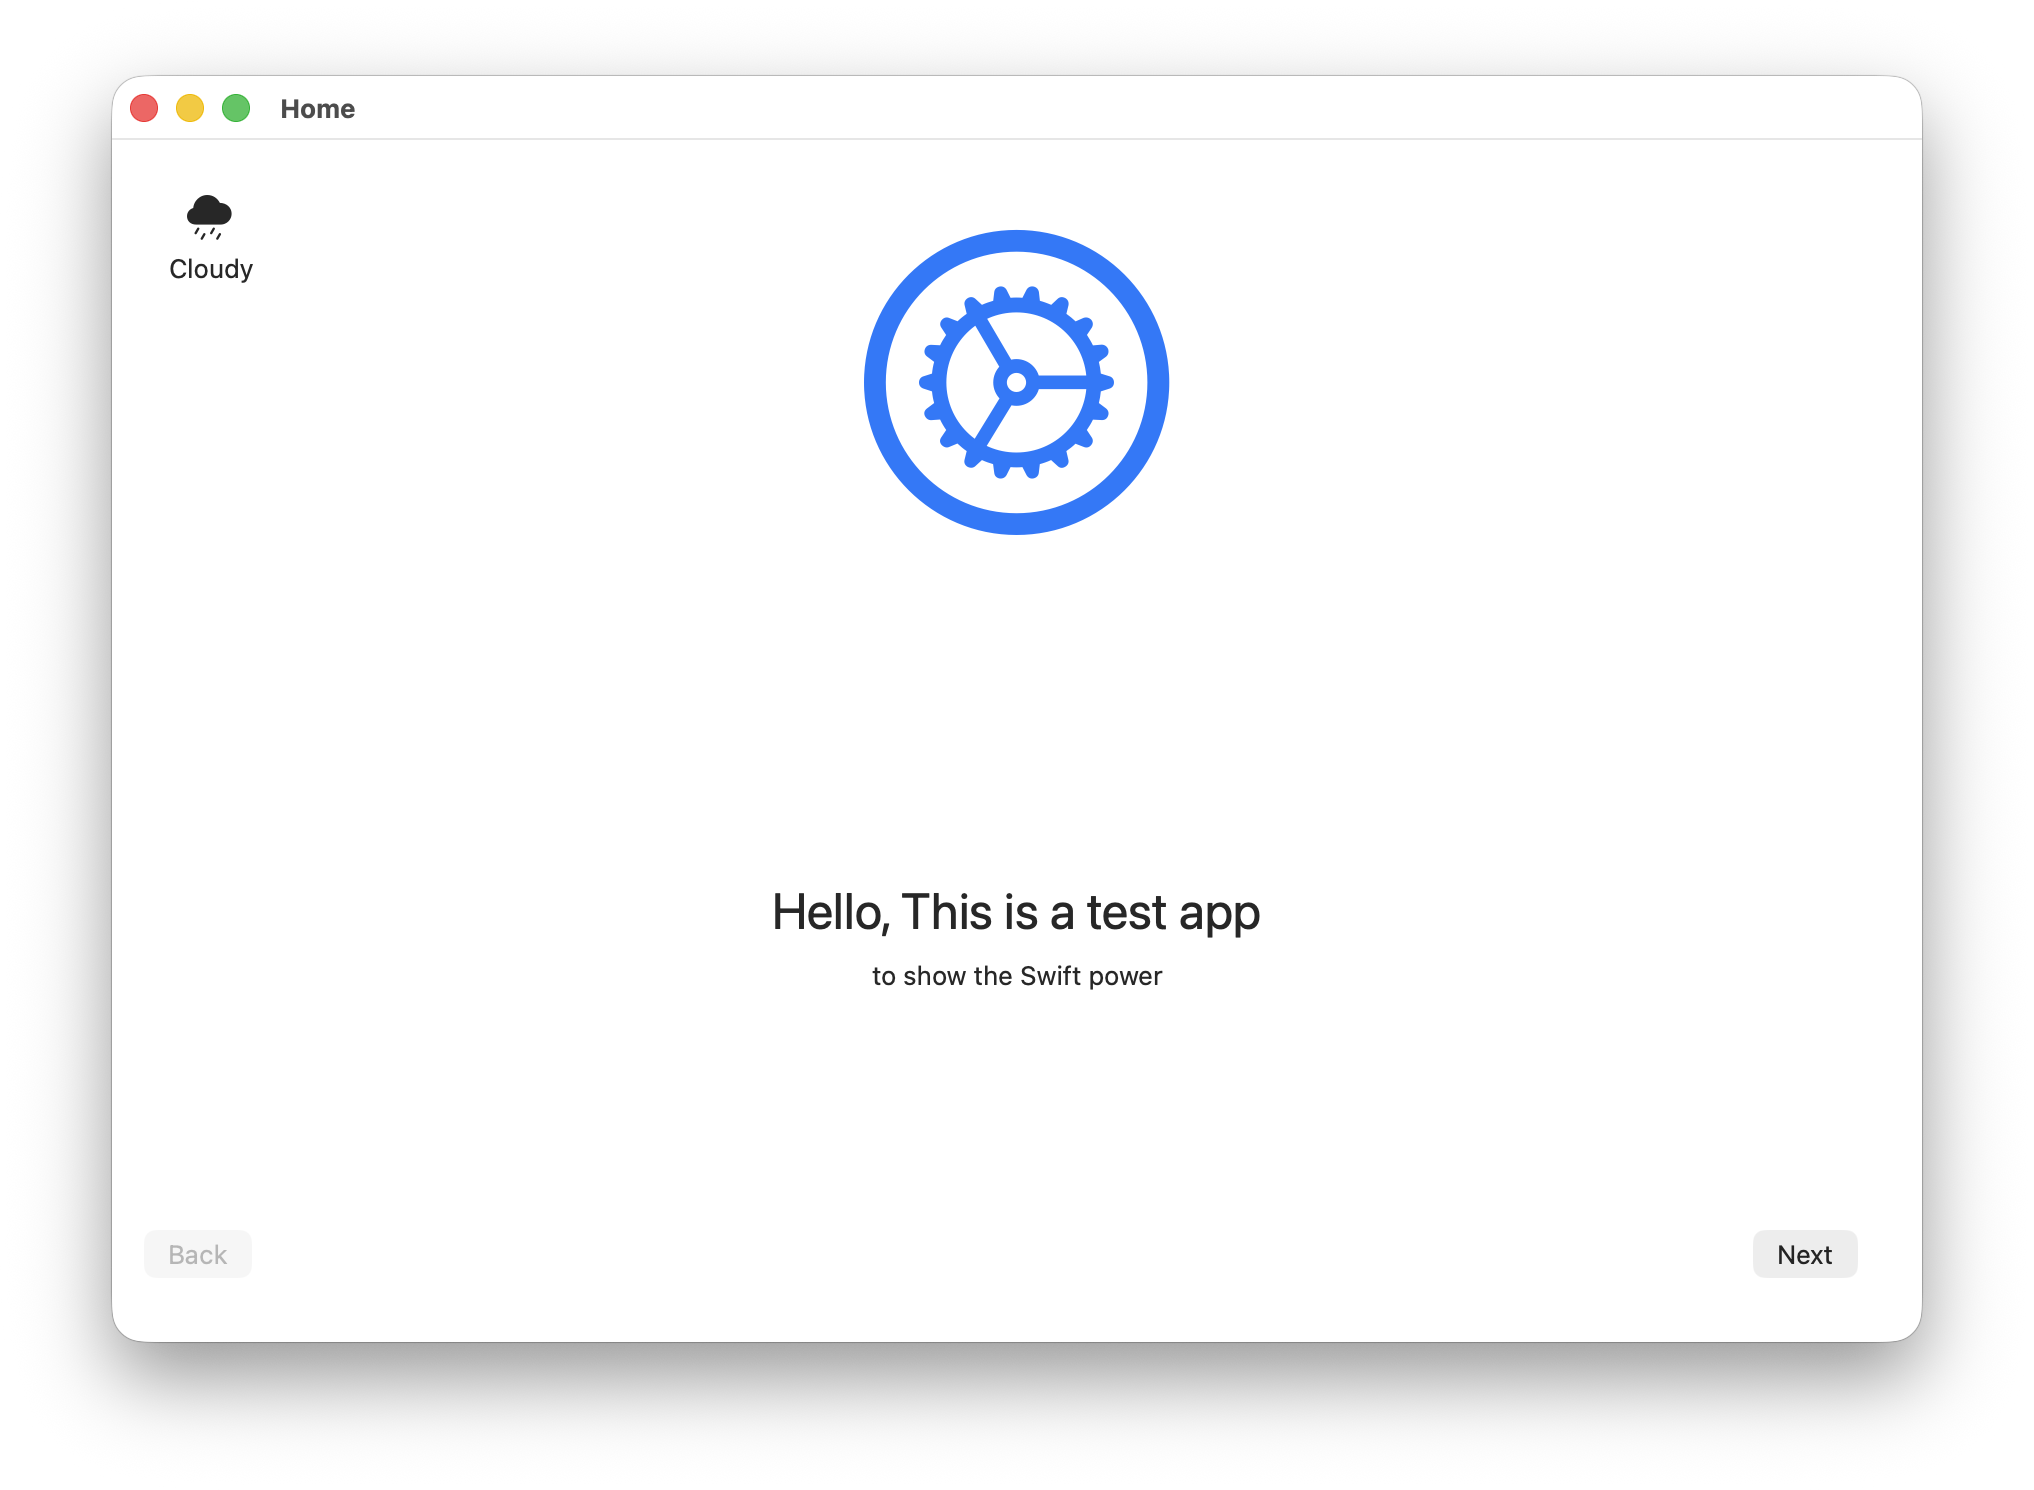 Home
Cloudy
Hello, This is a test app
to show the Swift power
Back
Next